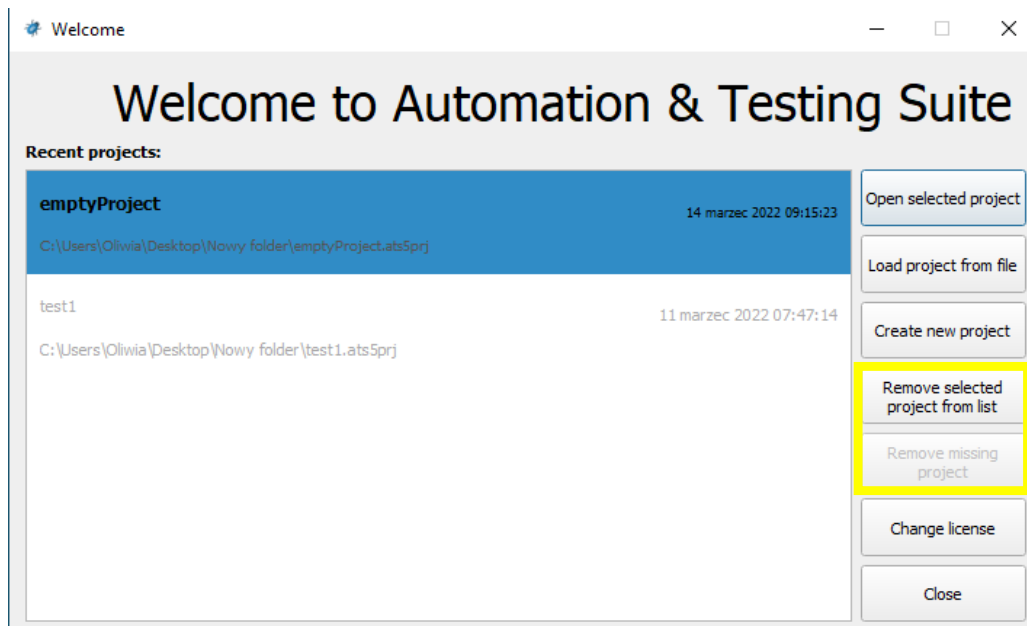 Welcome
Welcome to Automation & Testing Suite
Recent projects:
emptyProject
14 marzec 2022 09:15:23
C:\Users\Oliwia\Desktop\Nowy folder\emptyProject.ats5prj
test1
11 marzec 2022 07:47:14
C:\Users\Oliwia\Desktop\Nowy folder\test1.ats5prj
Open selected project
Load project from file
Create new project
Remove selected
project from list
Remove missing
project
Change license
Close